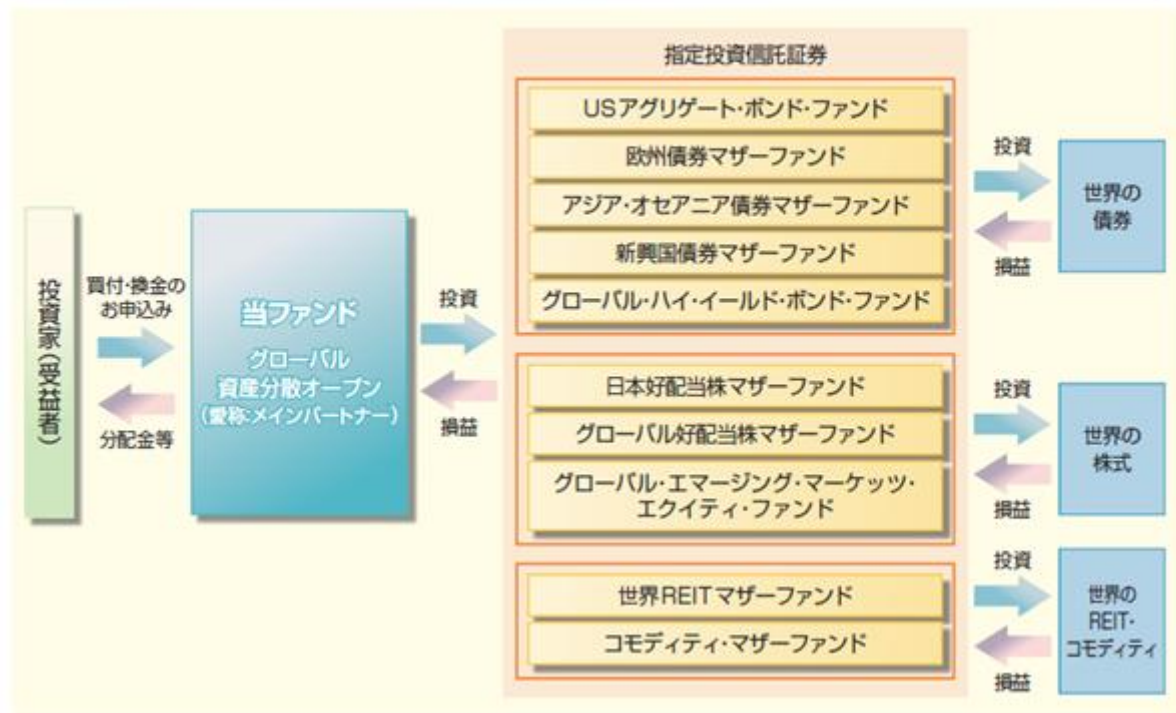 指定投資信託証券
USアグリゲート・ボンド・ファンド
欧州債券マザーファンド
アジア・オセアニア債券マザーファンド
新興国債券マザーファンド
グローバル・ハイ・イールド・ボンド・ファンド
日本好配当株マザーファンド
グローバル好配当株マザーファンド
グローバル・エマージング・マーケッツ・
エクイティ・ファンド
世界REITマザーファンド
コモディティ・マザーファンド
投資家(受益者)
買付・換金の
お申込み
分配金等
当ファンド
グローバル
資産分散オープン
(愛称:メインパートナー)
投資
損益
投資
損益
世界の
債券
投資
損益
世界の
株式
投資
損益
世界の
REIT・
コモディティ